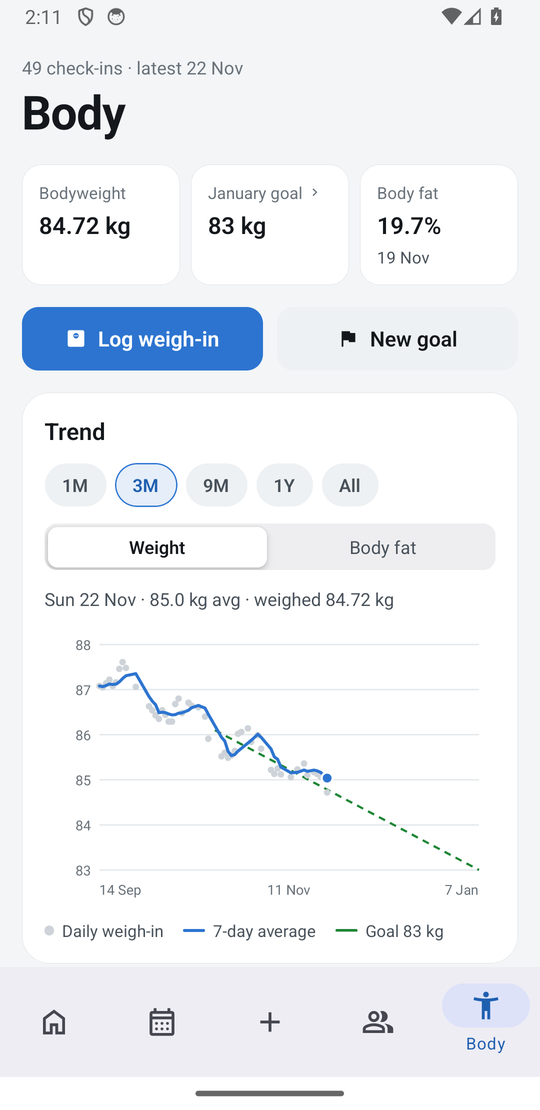 2:11
49 check-ins · latest 22 Nov
Body
Bodyweight
84.72 kg
January goal
83 kg
Body fat
19.7%
19 Nov
Log weigh-in
New goal
Trend
1M
3M
9M
1Y
All
Weight
Body fat
Sun 22 Nov · 85.0 kg avg · weighed 84.72 kg
88
87
86
85
84
83
14 Sep
11 Nov
7 Jan
Daily weigh-in
7-day average
Goal 83 kg
Body